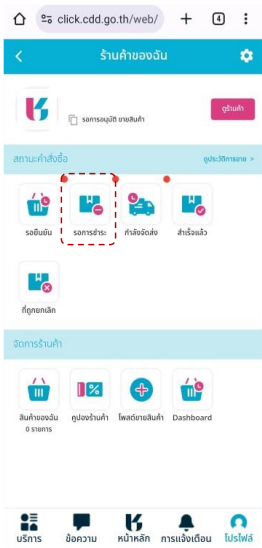 click.cdd.go.th/web/
4
ร้านค้าของฉัน
รอการอนุมัติ ขายสินค้า
ดูร้านค้า
สถานะคำสั่งซื้อ
ดูประวัติการขาย >
รอยืนยัน
รอการชำระ
กำลังจัดส่ง
สำเร็จแล้ว
ที่ถูกยกเลิก
จัดการร้านค้า
สินค้าของฉัน
0 รายการ
คูปองร้านค้า
โพสต์ขายสินค้า
Dashboard
บริการ
ข้อความ
หน้าหลัก
การแจ้งเตือน
โปรไฟล์